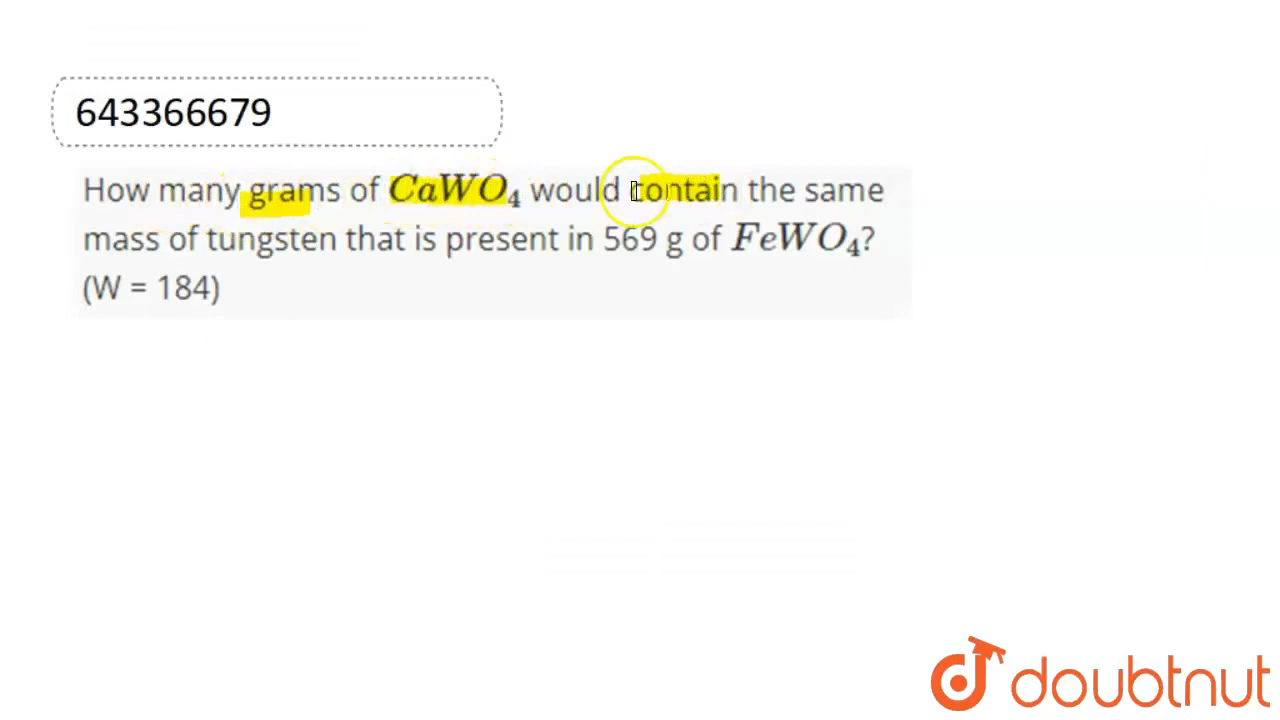 643366679
How many grams of CaWO₄ would contain the same
mass of tungsten that is present in 569 g of FeWO₄?
(W = 184)
doubtnut